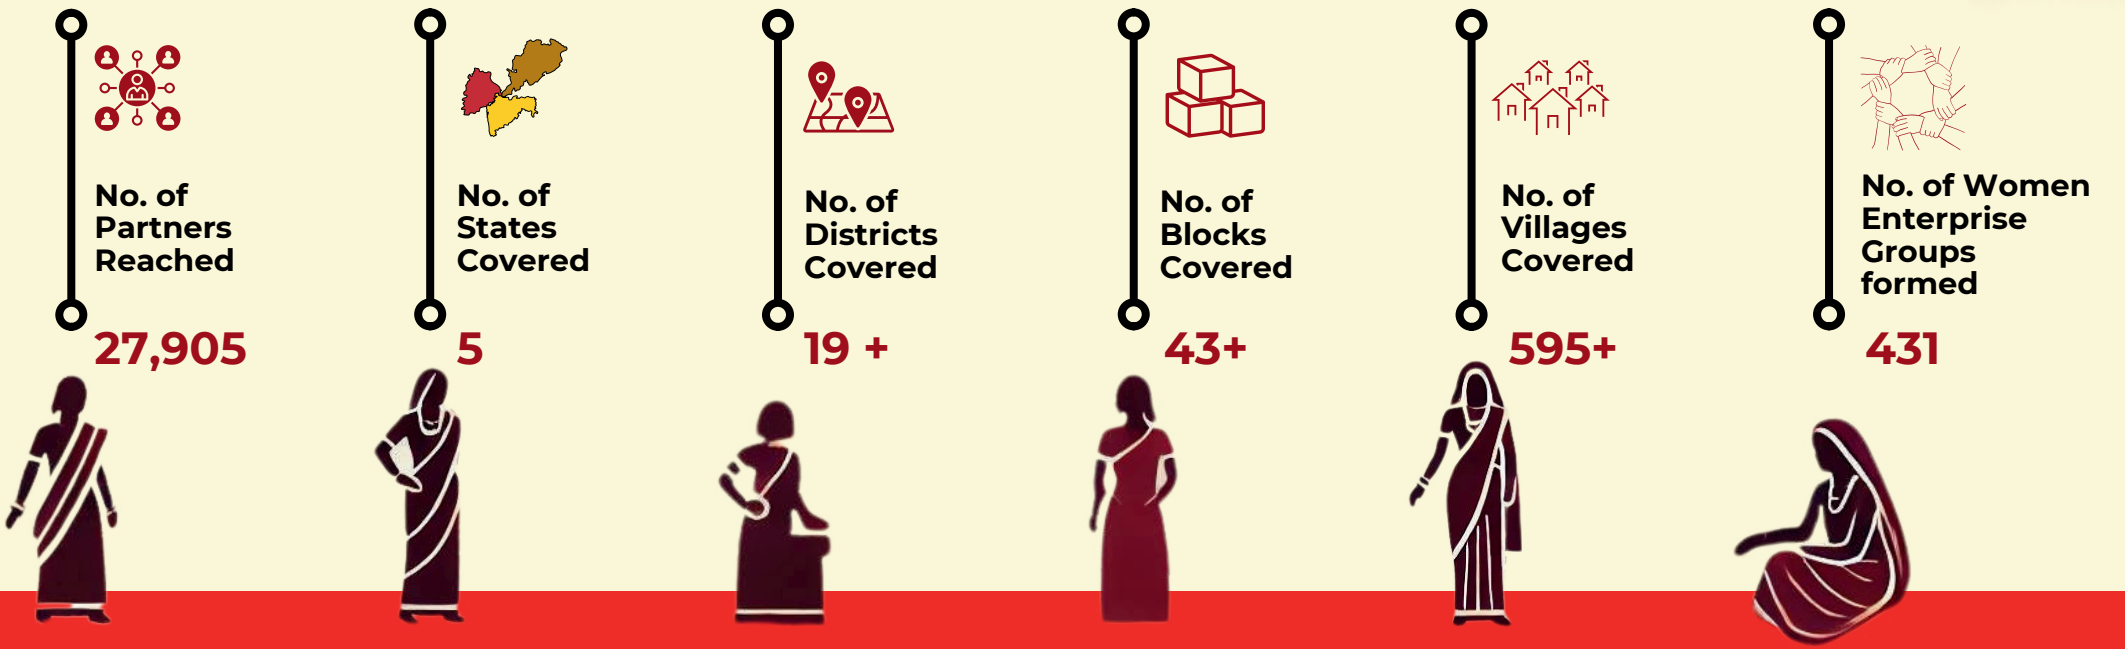 No. of
Partners
Reached
27,905
No. of
States
Covered
5
No. of
Districts
Covered
19 +
No. of
Blocks
Covered
43+
No. of
Villages
Covered
595+
No. of Women
Enterprise
Groups
formed
431